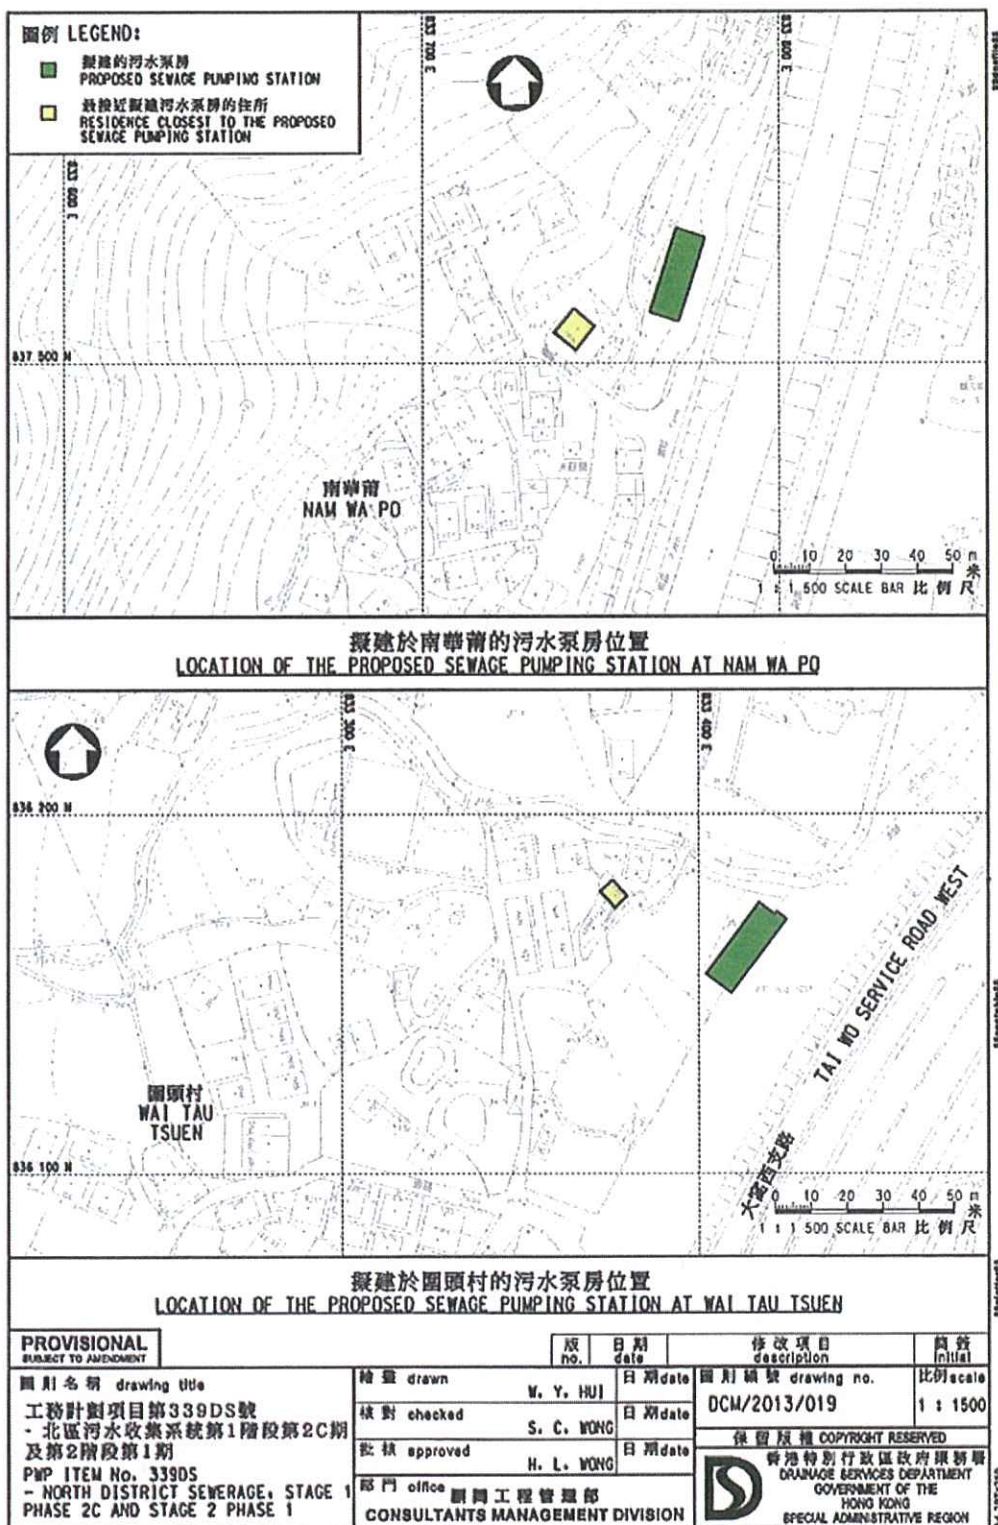 圖例 LEGEND:
擬建的污水泵房
PROPOSED SEWAGE PUMPING STATION
最接近擬建污水泵房的住所
RESIDENCE CLOSEST TO THE PROPOSED
SEWAGE PUMPING STATION
833 600 E
833 700 E
833 800 E
837 500 N
南華莆
NAM WA PO
0 10 20 30 40 50 m
米
1 : 1 500 SCALE BAR 比例尺
擬建於南華莆的污水泵房位置
LOCATION OF THE PROPOSED SEWAGE PUMPING STATION AT NAM WA PO
833 300 E
833 400 E
836 200 N
TAI WO SERVICE ROAD WEST
大窩西支路
圍頭村
WAI TAU
TSUEN
836 100 N
0 10 20 30 40 50 m
米
1 : 1 500 SCALE BAR 比例尺
擬建於圍頭村的污水泵房位置
LOCATION OF THE PROPOSED SEWAGE PUMPING STATION AT WAI TAU TSUEN
PROVISIONAL
SUBJECT TO AMENDMENT
版 no.
日期 date
修改項目 description
簡簽 initial
圖則名稱 drawing title
工務計劃項目第339DS號
- 北區污水收集系統第1階段第2C期
及第2階段第1期
PWP ITEM No. 339DS
- NORTH DISTRICT SEWERAGE, STAGE 1
PHASE 2C AND STAGE 2 PHASE 1
繪畫 drawn
W. Y. HUI
日期 date
核對 checked
S. C. WONG
日期 date
批核 approved
H. L. WONG
日期 date
部門 office
顧問工程管理部
CONSULTANTS MANAGEMENT DIVISION
圖則編號 drawing no.
DCM/2013/019
比例 scale
1 : 1500
保留版權 COPYRIGHT RESERVED
香港特別行政區政府渠務署
DRAINAGE SERVICES DEPARTMENT
GOVERNMENT OF THE
HONG KONG
SPECIAL ADMINISTRATIVE REGION